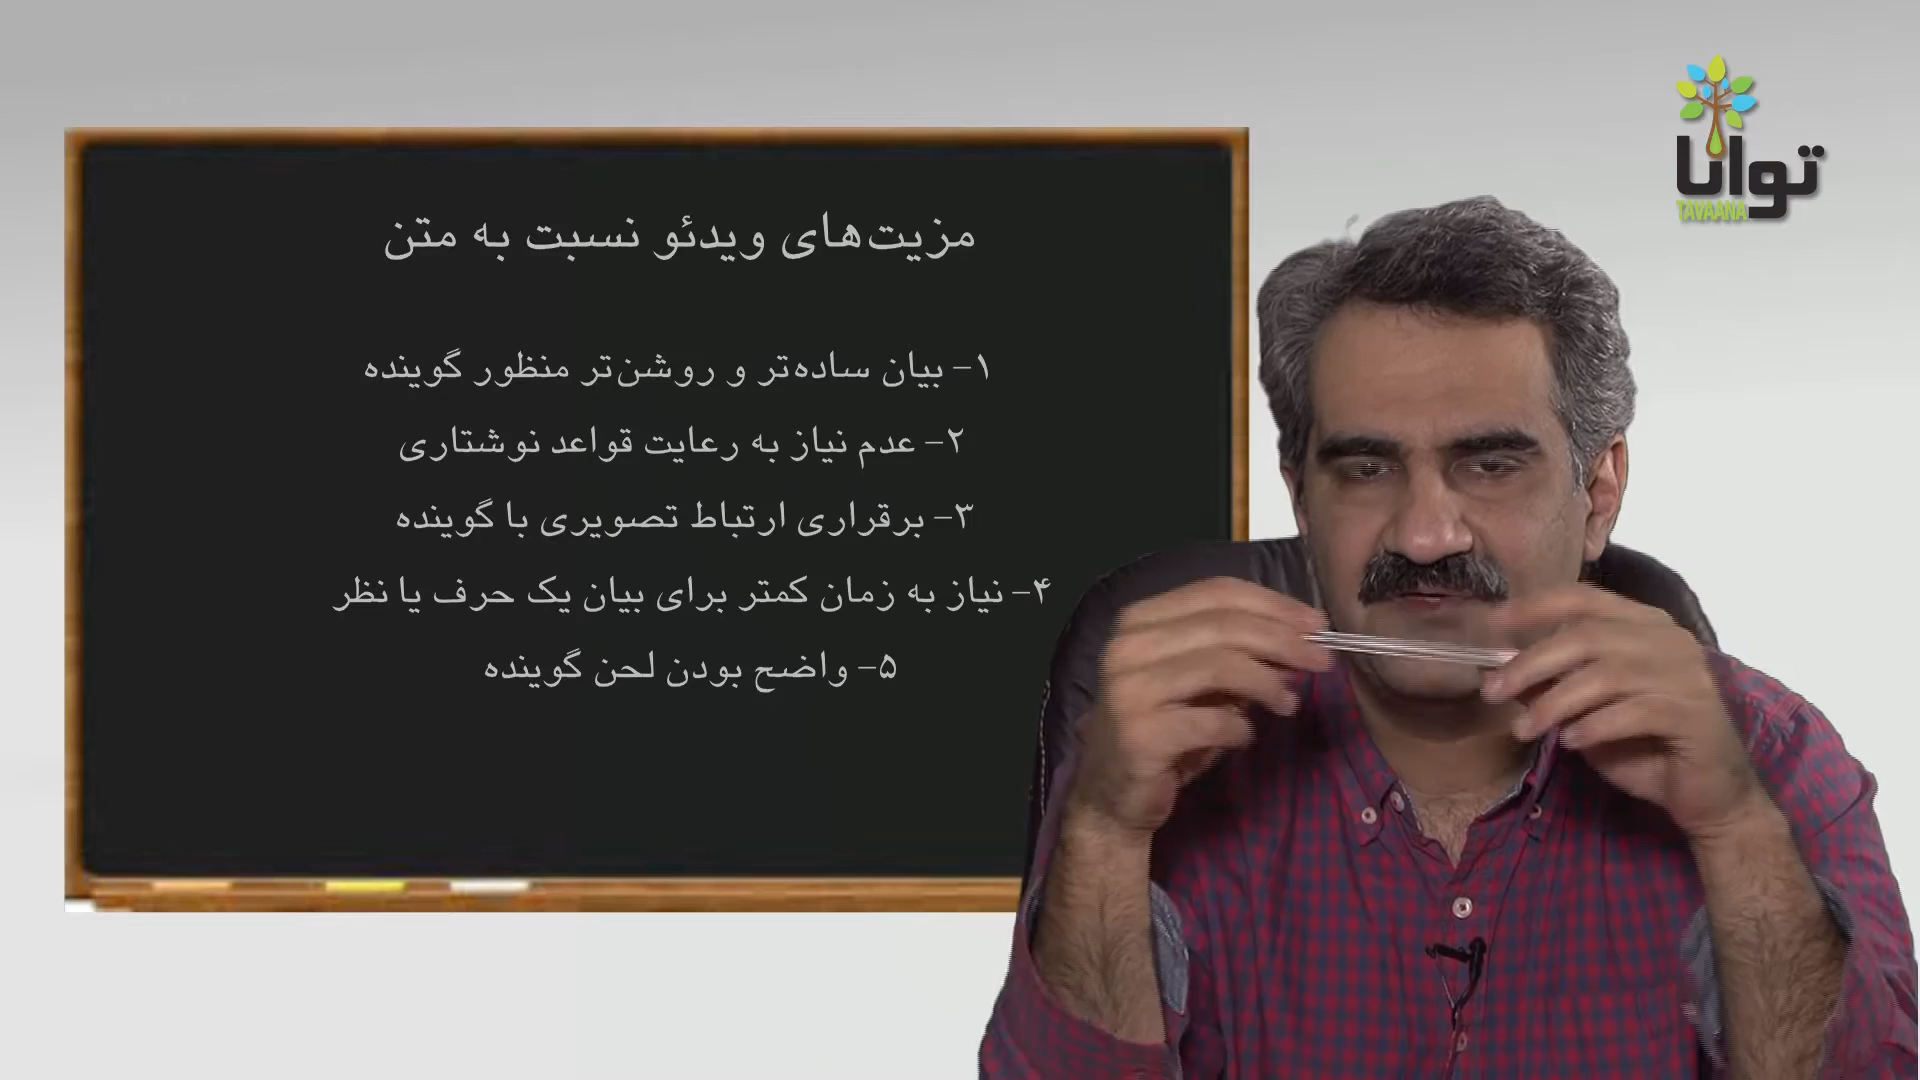 مزیت‌های ویدئو نسبت به متن
۱- بیان ساده‌تر و روشن‌تر منظور گوینده
۲- عدم نیاز به رعایت قواعد نوشتاری
۳- برقراری ارتباط تصویری با گوینده
۴- نیاز به زمان کمتر برای بیان یک حرف یا نظر
۵- واضح بودن لحن گوینده
توانا
TAVAANA